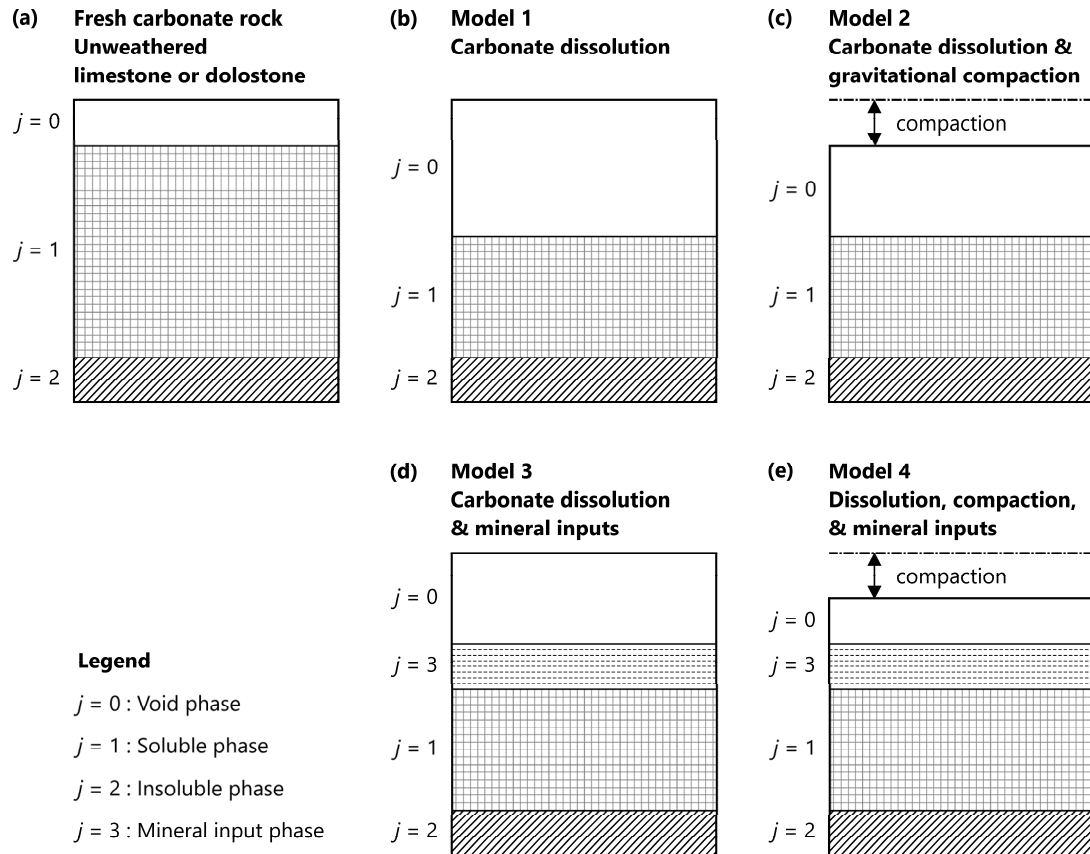 (a) Fresh carbonate rock
Unweathered
limestone or dolostone
j = 0
j = 1
j = 2
(b) Model 1
Carbonate dissolution
j = 0
j = 1
j = 2
(c) Model 2
Carbonate dissolution &
gravitational compaction
compaction
j = 0
j = 1
j = 2
(d) Model 3
Carbonate dissolution
& mineral inputs
j = 0
j = 3
j = 1
j = 2
(e) Model 4
Dissolution, compaction,
& mineral inputs
compaction
j = 0
j = 3
j = 1
j = 2
Legend
j = 0 : Void phase
j = 1 : Soluble phase
j = 2 : Insoluble phase
j = 3 : Mineral input phase